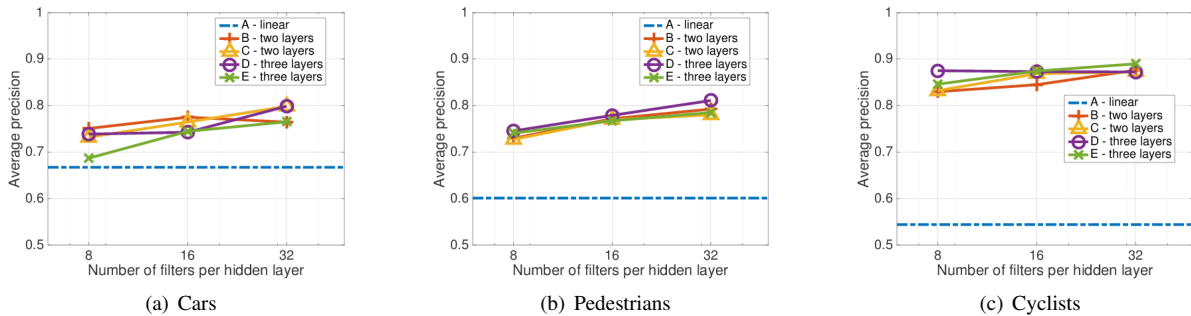 1
0.9
0.8
0.7
0.6
0.5
Average precision
8 16 32
Number of filters per hidden layer
A - linear
B - two layers
C - two layers
D - three layers
E - three layers
(a) Cars
1
0.9
0.8
0.7
0.6
0.5
Average precision
8 16 32
Number of filters per hidden layer
A - linear
B - two layers
C - two layers
D - three layers
E - three layers
(b) Pedestrians
1
0.9
0.8
0.7
0.6
0.5
Average precision
8 16 32
Number of filters per hidden layer
A - linear
B - two layers
C - two layers
D - three layers
E - three layers
(c) Cyclists